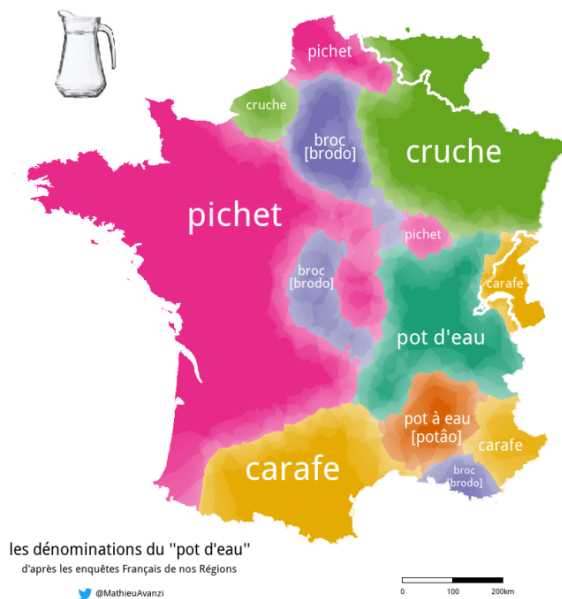 pichet
cruche
broc
[brodo]
cruche
pichet
pichet
broc
[brodo]
carafe
pot d'eau
pot à eau
[potâo]
carafe
carafe
broc
[brodo]
les dénominations du "pot d'eau"
d'après les enquêtes Français de nos Régions
@MathieuAvanzi
0 100 200km